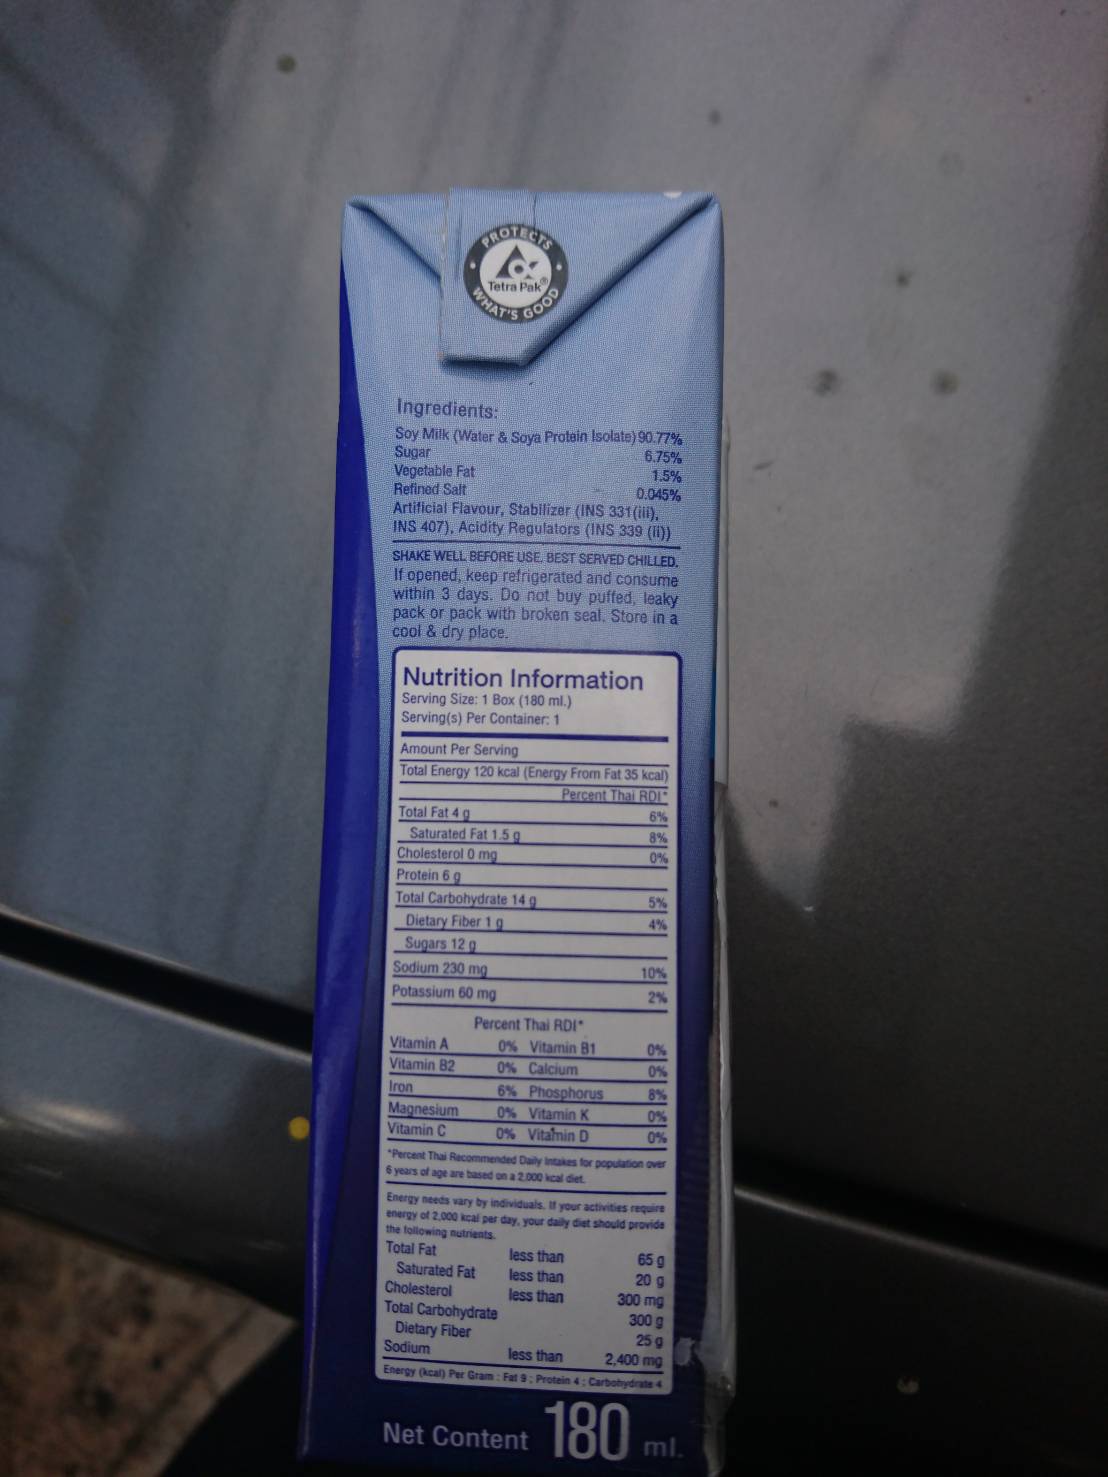 PROTECTS
Tetra Pak®
WHAT'S GOOD
Ingredients:
Soy Milk (Water & Soya Protein Isolate) 90.77%
Sugar 6.75%
Vegetable Fat 1.5%
Refined Salt 0.045%
Artificial Flavour, Stabilizer (INS 331(iii),
INS 407), Acidity Regulators (INS 339 (ii))
SHAKE WELL BEFORE USE. BEST SERVED CHILLED.
If opened, keep refrigerated and consume
within 3 days. Do not buy puffed, leaky
pack or pack with broken seal. Store in a
cool & dry place.
Nutrition Information
Serving Size: 1 Box (180 ml.)
Serving(s) Per Container: 1
Amount Per Serving
Total Energy 120 kcal (Energy From Fat 35 kcal)
Percent Thai RDI*
Total Fat 4 g 6%
Saturated Fat 1.5 g 8%
Cholesterol 0 mg 0%
Protein 6 g
Total Carbohydrate 14 g 5%
Dietary Fiber 1 g 4%
Sugars 12 g
Sodium 230 mg 10%
Potassium 60 mg 2%
Percent Thai RDI*
Vitamin A 0% Vitamin B1 0%
Vitamin B2 0% Calcium 0%
Iron 6% Phosphorus 8%
Magnesium 0% Vitamin K 0%
Vitamin C 0% Vitamin D 0%
*Percent Thai Recommended Daily Intakes for population over
6 years of age are based on a 2,000 kcal diet.
Energy needs vary by individuals. If your activities require
energy of 2,000 kcal per day, your daily diet should provide
the following nutrients.
Total Fat less than 65 g
Saturated Fat less than 20 g
Cholesterol less than 300 mg
Total Carbohydrate 300 g
Dietary Fiber 25 g
Sodium less than 2,400 mg
Energy (kcal) Per Gram : Fat 9 ; Protein 4 ; Carbohydrate 4
Net Content 180 ml.